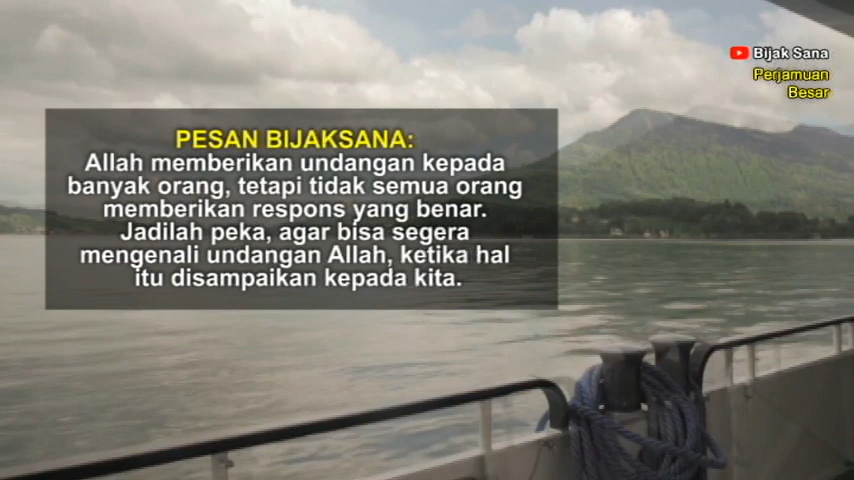 Bijak Sana
Perjamuan
Besar
PESAN BIJAKSANA:
Allah memberikan undangan kepada
banyak orang, tetapi tidak semua orang
memberikan respons yang benar.
Jadilah peka, agar bisa segera
mengenali undangan Allah, ketika hal
itu disampaikan kepada kita.